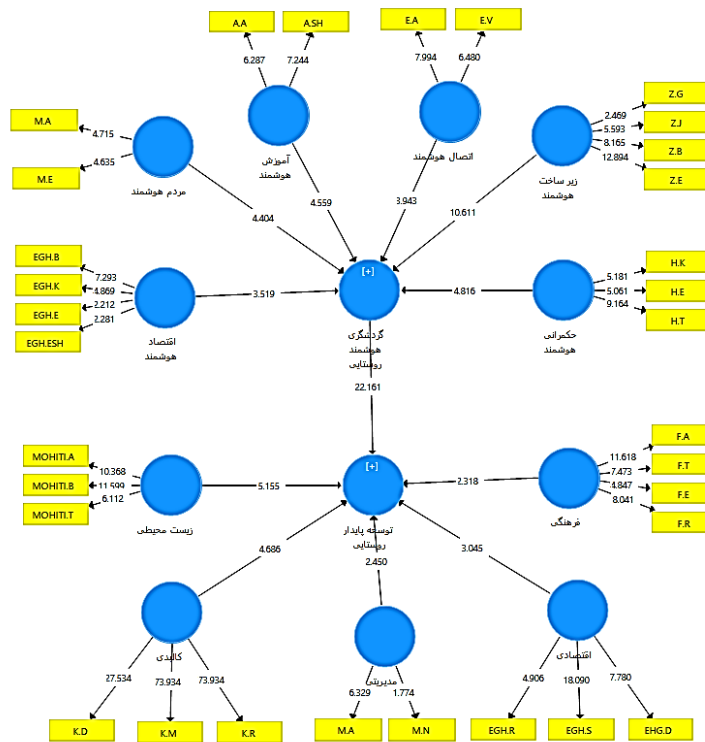 A.A
A.SH
E.A
E.V
6.287
7.244
7.994
6.480
Z.G
Z.J
Z.B
Z.E
2.469
5.593
8.165
12.894
M.A
M.E
4.715
4.635
مردم هوشمند
آموزش
هوشمند
اتصال هوشمند
زیر ساخت
هوشمند
4.404
4.559
3.943
10.611
EGH.B
EGH.K
EGH.E
EGH.ESH
7.293
4.869
2.212
2.281
3.519
[+]
4.816
5.181
5.061
9.164
H.K
H.E
H.T
اقتصاد
هوشمند
گردشگری
هوشمند
روستایی
حکمرانی
هوشمند
22.161
MOHITI.A
MOHITI.B
MOHITI.T
10.368
11.599
6.112
5.155
[+]
2.318
11.618
7.473
4.847
8.041
F.A
F.T
F.E
F.R
زیست محیطی
توسعه پایدار
روستایی
فرهنگی
4.686
2.450
3.045
کالبدی
مدیریتی
اقتصادی
27.534
73.934
73.934
6.329
1.774
4.906
18.090
7.780
K.D
K.M
K.R
M.A
M.N
EGH.R
EGH.S
EHG.D